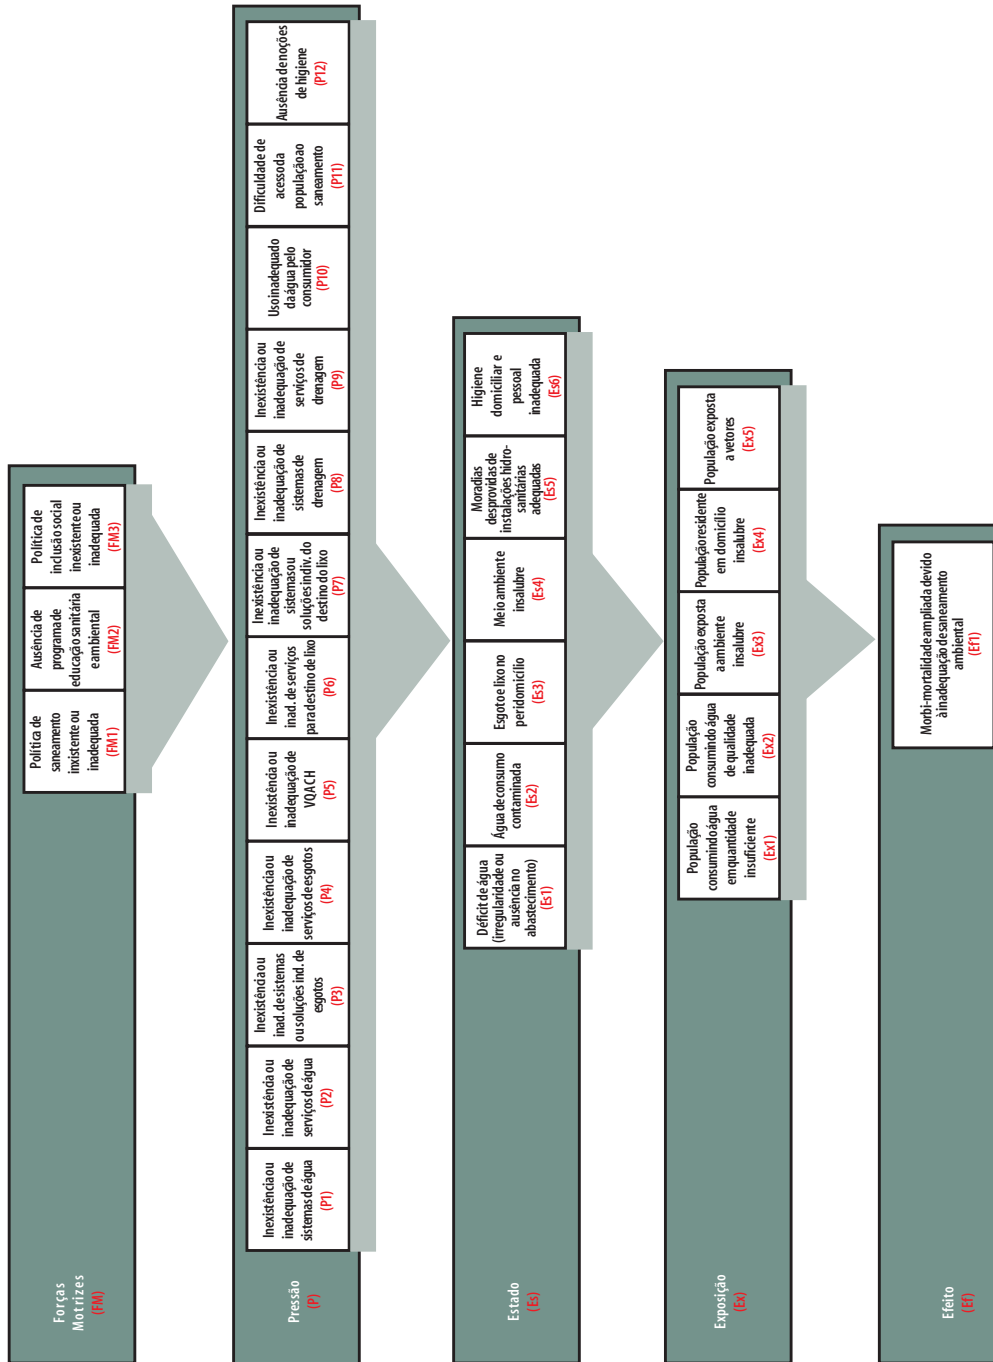 Forças
Motrizes
(FM)
Política de
saneamento
inxistente ou
inadequada
(FM1)
Ausência de
programa de
educação sanitária
e ambiental
(FM2)
Política de
inclusão social
inexistente ou
inadequada
(FM3)
Pressão
(P)
Inexistência ou
inadequação de
sistemas de água
(P1)
Inexistência ou
inadequação de
serviços de água
(P2)
Inexistência ou
inad. de sistemas
ou soluções ind. de
esgotos
(P3)
Inexistência ou
inadequação de
serviços de esgotos
(P4)
Inexistência ou
inadequação de
VQACH
(P5)
Inexistência ou
inad. de serviços
para destino de lixo
(P6)
Inexistência ou
inadequação de
sistemas ou
soluções indiv. do
destino do lixo
(P7)
Inexistência ou
inadequação de
sistemas de
drenagem
(P8)
Inexistência ou
inadequação de
serviços de
drenagem
(P9)
Uso inadequado
da água pelo
consumidor
(P10)
Dificuldade de
acesso da
população ao
saneamento
(P11)
Ausência de noções
de higiene
(P12)
Estado
(Es)
Déficit de água
(irregularidade ou
ausência no
abastecimento)
(Es1)
Água de consumo
contaminada
(Es2)
Esgoto e lixo no
peridomicílio
(Es3)
Meio ambiente
insalubre
(Es4)
Moradias
desprovidas de
instalações hidro-
sanitárias
adequadas
(Es5)
Higiene
domiciliar e
pessoal
inadequada
(Es6)
Exposição
(Ex)
População
consumindo água
em quantidade
insuficiente
(Ex1)
População
consumindo água
de qualidade
inadequada
(Ex2)
População exposta
a ambiente
insalubre
(Ex3)
População residente
em domicílio
insalubre
(Ex4)
População exposta
a vetores
(Ex5)
Efeito
(Ef)
Morbi-mortalidade ampliada devido
à inadequação de saneamento
ambiental
(Ef1)